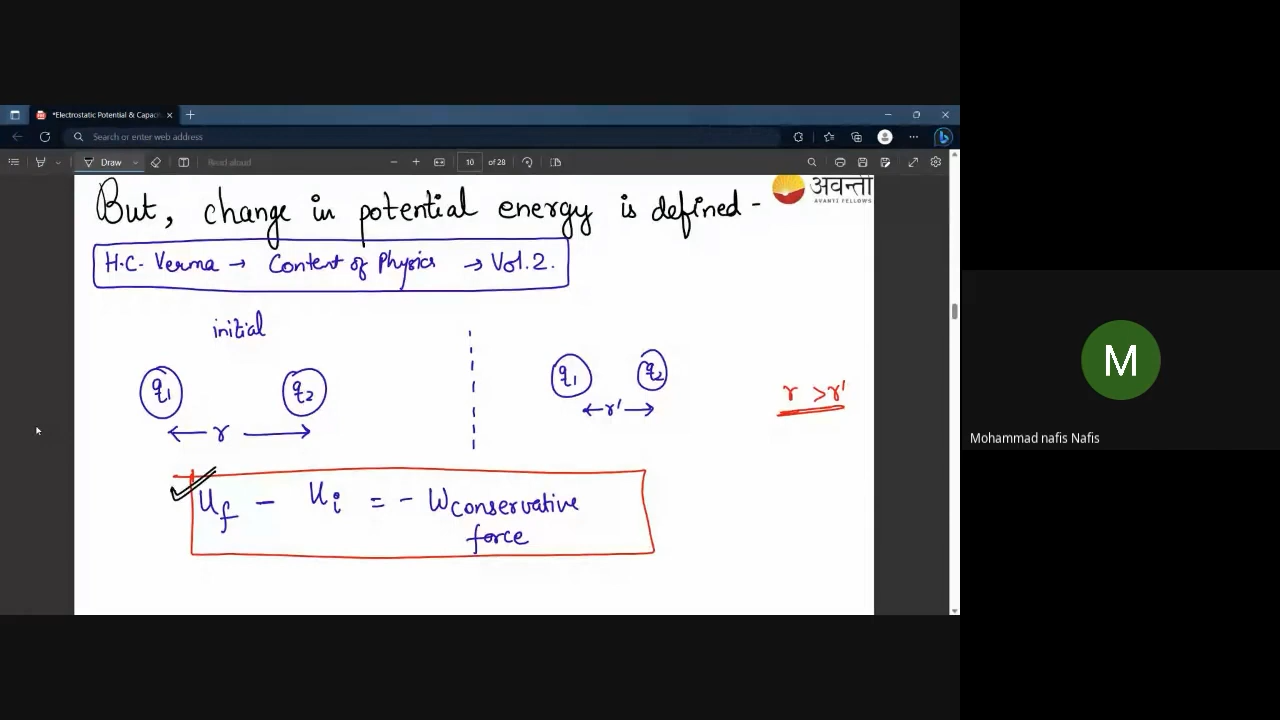 *Electrostatic Potential & Capac
Search or enter web address
Draw
Read aloud
10 of 28
But, change in potential energy is defined -
अवन्ती
AVANTI FELLOWS
H.C. Verma → Content of Physics → Vol.2.
initial
q1 q2 q1 q2
← r → ← r' → r > r'
Uf - Ui = - Wconservative
force
M
Mohammad nafis Nafis